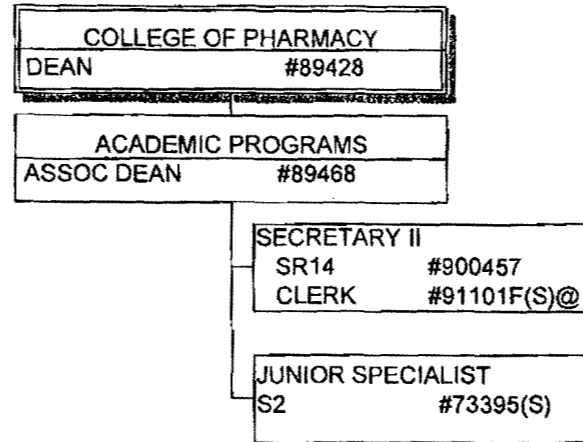 COLLEGE OF PHARMACY
DEAN #89428
ACADEMIC PROGRAMS
ASSOC DEAN #89468
SECRETARY II
SR14 #900457
CLERK #91101F(S)@
JUNIOR SPECIALIST
S2 #73395(S)